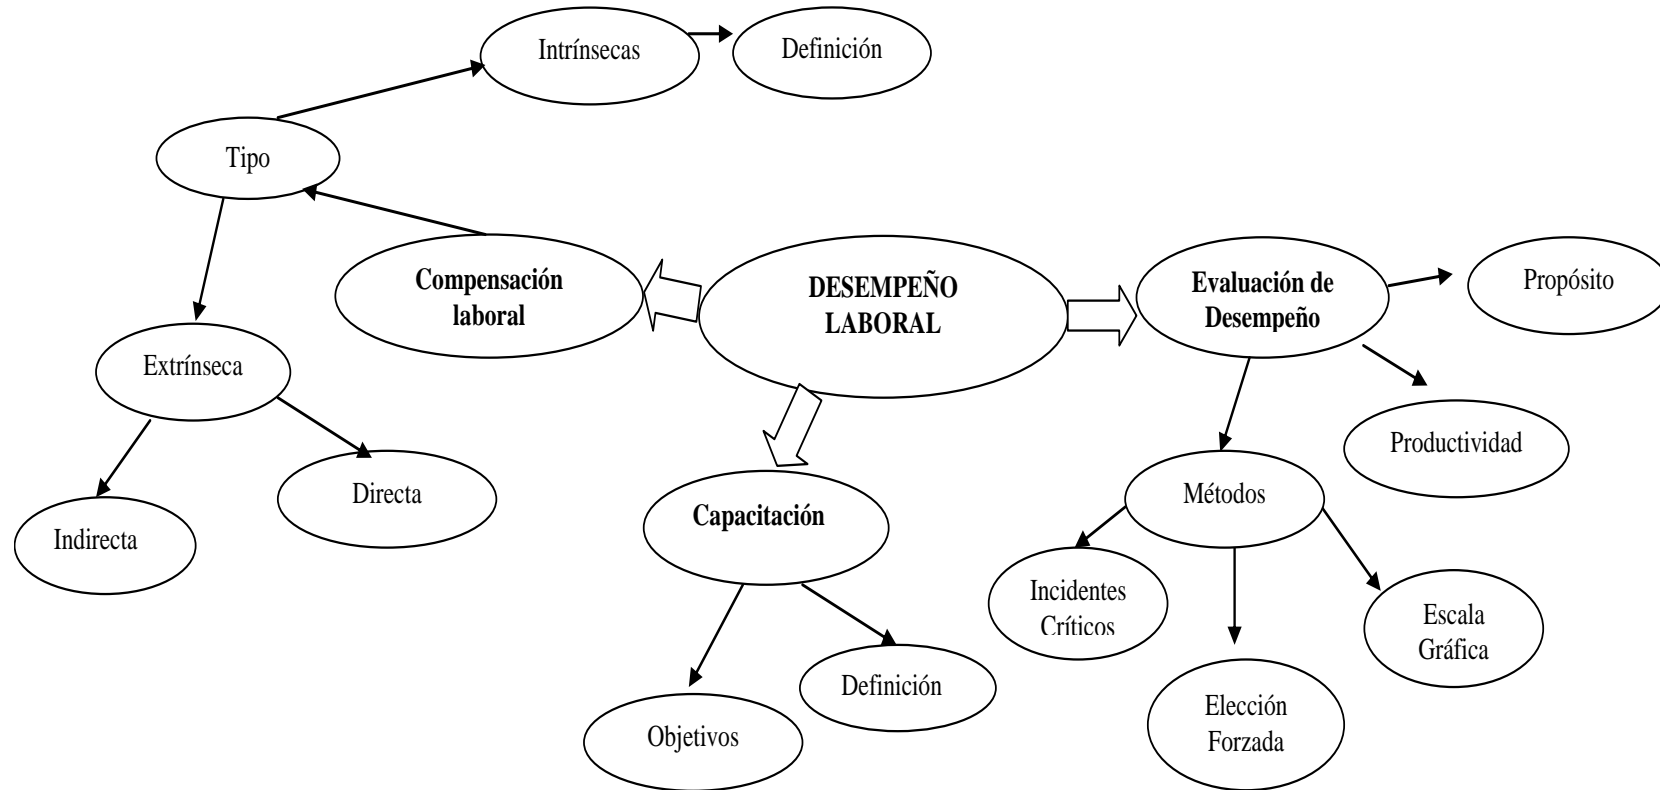 Intrínsecas
Definición
Tipo
Compensación
laboral
DESEMPEÑO
LABORAL
Evaluación de
Desempeño
Propósito
Extrínseca
Productividad
Directa
Indirecta
Capacitación
Métodos
Incidentes
Críticos
Escala
Gráfica
Definición
Objetivos
Elección
Forzada